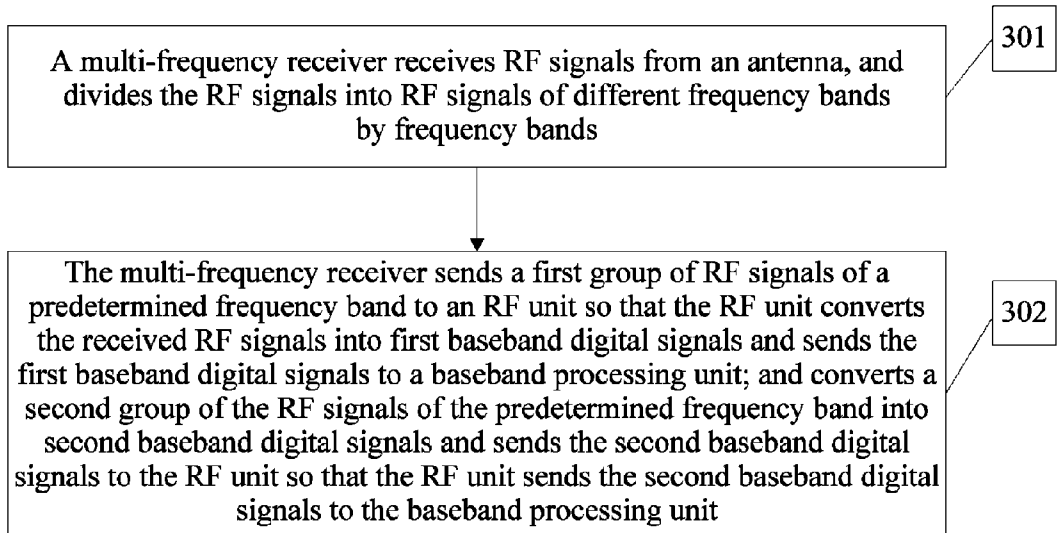 301
A multi-frequency receiver receives RF signals from an antenna, and
divides the RF signals into RF signals of different frequency bands
by frequency bands
302
The multi-frequency receiver sends a first group of RF signals of a
predetermined frequency band to an RF unit so that the RF unit converts
the received RF signals into first baseband digital signals and sends the
first baseband digital signals to a baseband processing unit; and converts a
second group of the RF signals of the predetermined frequency band into
second baseband digital signals and sends the second baseband digital
signals to the RF unit so that the RF unit sends the second baseband digital
signals to the baseband processing unit